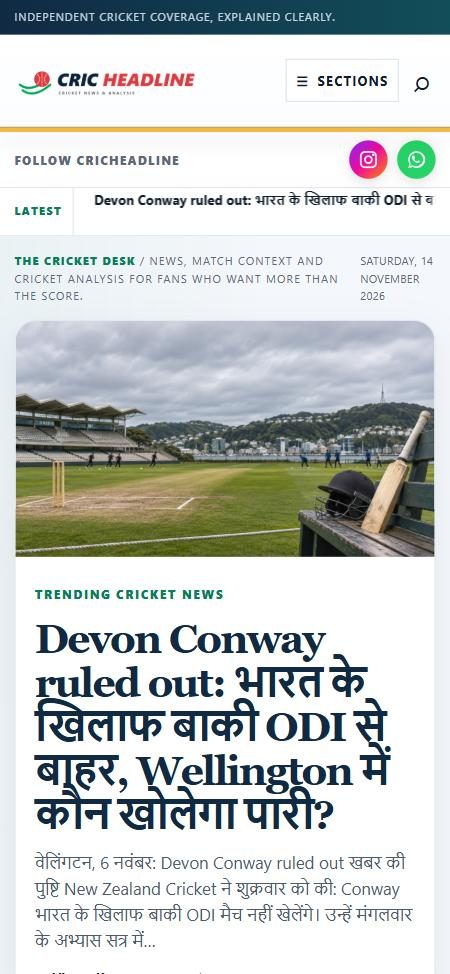 INDEPENDENT CRICKET COVERAGE, EXPLAINED CLEARLY.
CRIC HEADLINE
CRICKET NEWS & ANALYSIS
☰ SECTIONS
FOLLOW CRICHEADLINE
LATEST
Devon Conway ruled out: भारत के खिलाफ बाकी ODI से
THE CRICKET DESK / NEWS, MATCH CONTEXT AND
CRICKET ANALYSIS FOR FANS WHO WANT MORE THAN
THE SCORE.
SATURDAY, 14
NOVEMBER
2026
TRENDING CRICKET NEWS
Devon Conway
ruled out: भारत के
खिलाफ बाकी ODI से
बाहर, Wellington में
कौन खोलेगा पारी?
वेलिंगटन, 6 नवंबर: Devon Conway ruled out खबर की
पुष्टि New Zealand Cricket ने शुक्रवार को की: Conway
भारत के खिलाफ बाकी ODI मैच नहीं खेलेंगे। उन्हें मंगलवार
के अभ्यास सत्र में...